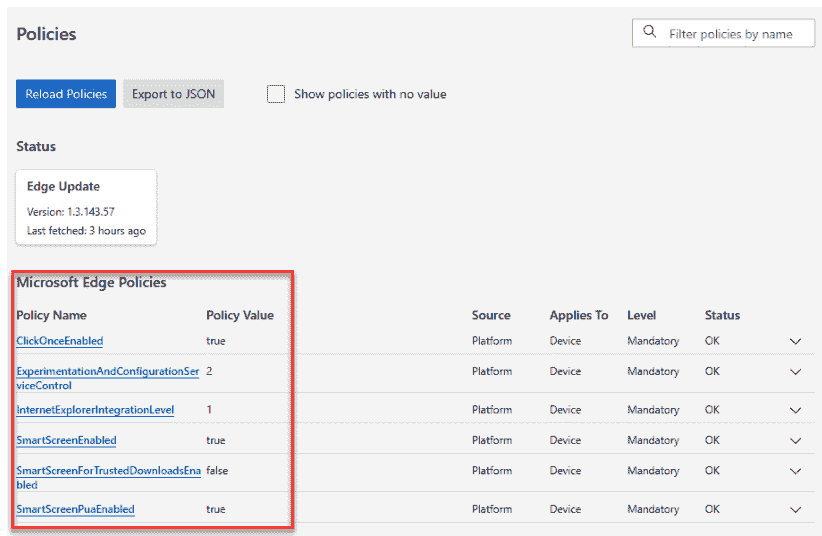 Policies
Filter policies by name
Reload Policies Export to JSON Show policies with no value
Status
Edge Update
Version: 1.3.143.57
Last fetched: 3 hours ago
Microsoft Edge Policies
Policy Name Policy Value Source Applies To Level Status
ClickOnceEnabled true Platform Device Mandatory OK
ExperimentationAndConfigurationSer 2 Platform Device Mandatory OK
viceControl
InternetExplorerIntegrationLevel 1 Platform Device Mandatory OK
SmartScreenEnabled true Platform Device Mandatory OK
SmartScreenForTrustedDownloadsEna false Platform Device Mandatory OK
bled
SmartScreenPuaEnabled true Platform Device Mandatory OK